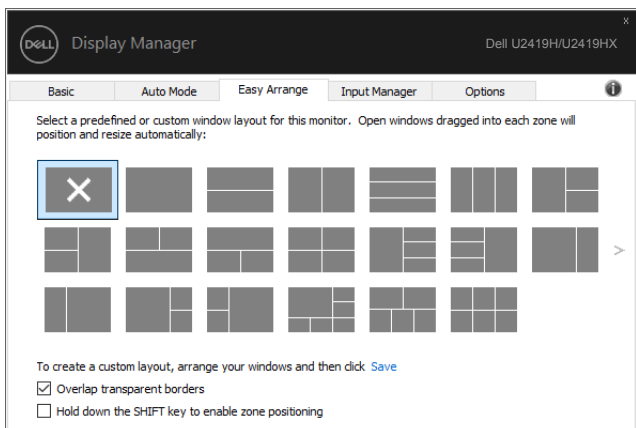 x
DELL Display Manager Dell U2419H/U2419HX
Basic Auto Mode Easy Arrange Input Manager Options i
Select a predefined or custom window layout for this monitor. Open windows dragged into each zone will
position and resize automatically:
>
To create a custom layout, arrange your windows and then click Save
Overlap transparent borders
Hold down the SHIFT key to enable zone positioning